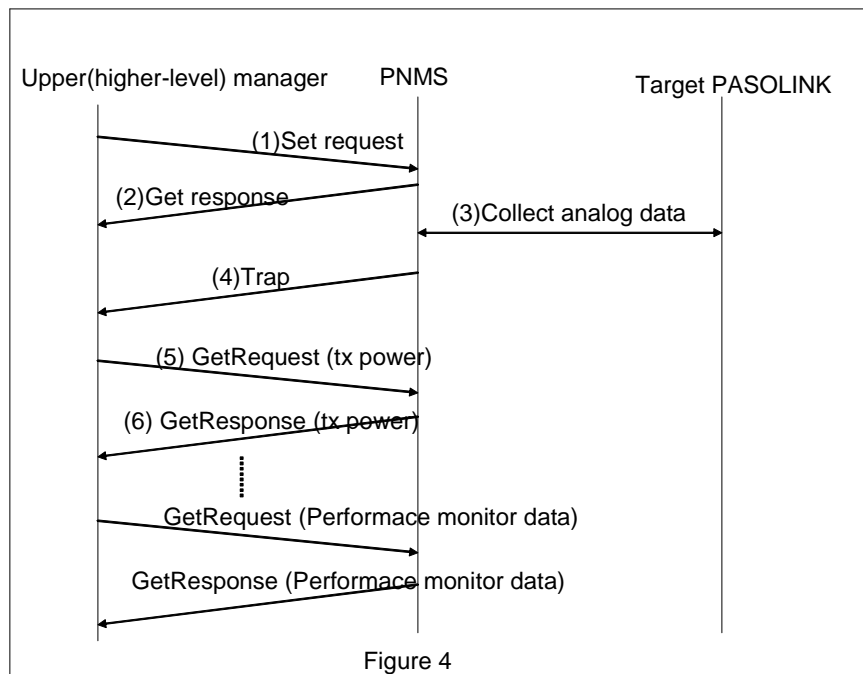 Upper(higher-level) manager
PNMS
Target PASOLINK
(1)Set request
(2)Get response
(3)Collect analog data
(4)Trap
(5) GetRequest (tx power)
(6) GetResponse (tx power)
GetRequest (Performace monitor data)
GetResponse (Performace monitor data)
Figure 4